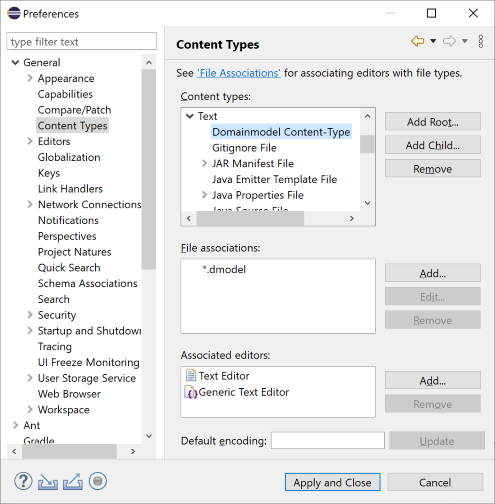 Preferences
type filter text
General
Appearance
Capabilities
Compare/Patch
Content Types
Editors
Globalization
Keys
Link Handlers
Network Connections
Notifications
Perspectives
Project Natures
Quick Search
Schema Associations
Search
Security
Startup and Shutdown
Tracing
UI Freeze Monitoring
User Storage Service
Web Browser
Workspace
Ant
Gradle
Content Types
See 'File Associations' for associating editors with file types.
Content types:
Text
Domainmodel Content-Type
Gitignore File
JAR Manifest File
Java Emitter Template File
Java Properties File
Java Source File
Add Root...
Add Child...
Remove
File associations:
*.dmodel
Add...
Edit...
Remove
Associated editors:
Text Editor
Generic Text Editor
Add...
Remove
Default encoding:
Update
Apply and Close
Cancel